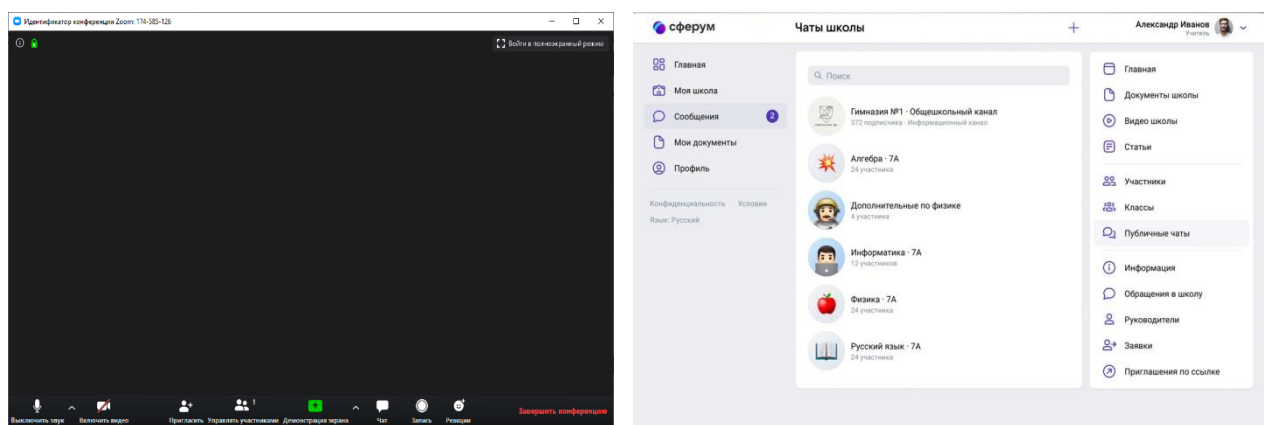 Идентификатор конференции Zoom: 174-585-126
Войти в полноэкранный режим
Выключить звук
Включить видео
Пригласить
Управлять участниками
1
Демонстрация экрана
Чат
Запись
Реакции
Завершить конференцию
сферум
Чаты школы
Александр Иванов
Учитель
Главная
Моя школа
Сообщения 2
Мои документы
Профиль
Конфиденциальность Условия
Язык: Русский
Поиск
Гимназия №1 · Общешкольный канал
372 подписчика · Информационный канал
Алгебра · 7А
24 участника
Дополнительные по физике
4 участника
Информатика · 7А
12 участников
Физика · 7А
24 участника
Русский язык · 7А
24 участника
Главная
Документы школы
Видео школы
Статьи
Участники
Классы
Публичные чаты
Информация
Обращения в школу
Руководители
Заявки
Приглашения по ссылке